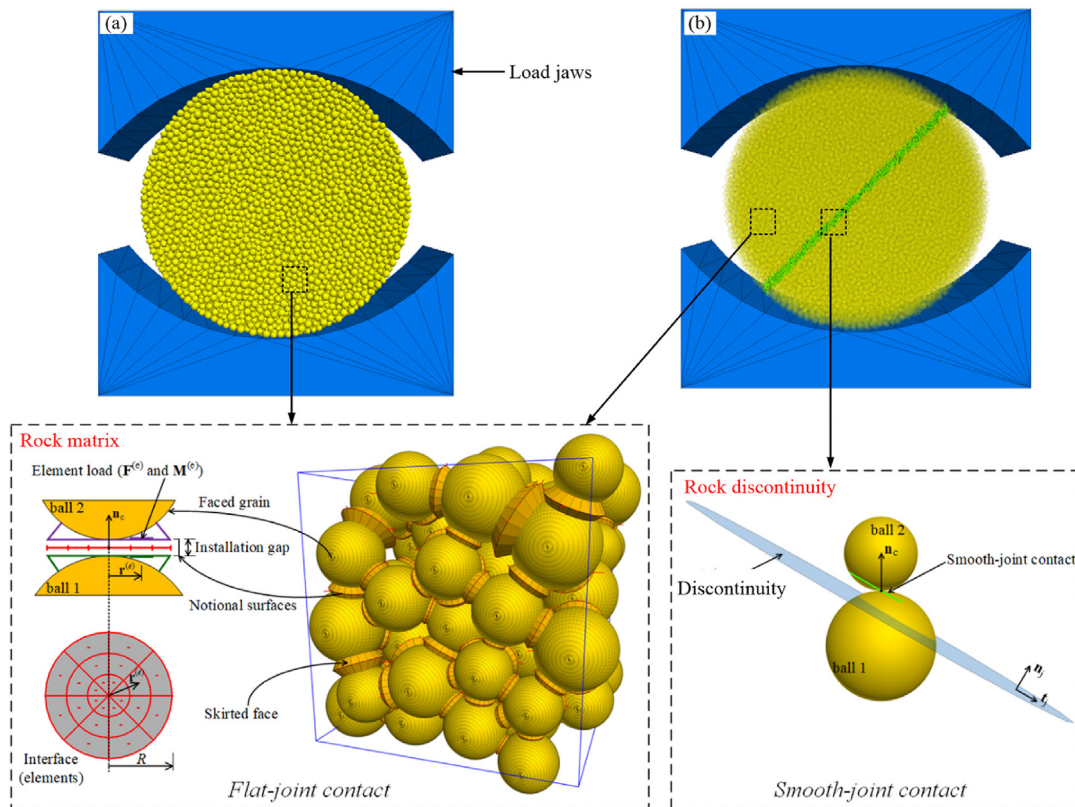 (a)
(b)
Load jaws
Rock matrix
Element load (F(e) and M(e))
ball 2
nc
Faced grain
Installation gap
r(e)
ball 1
Notional surfaces
r(e)
Skirted face
Interface
(elements)
R
Flat-joint contact
Rock discontinuity
ball 2
nc
Smooth-joint contact
Discontinuity
ball 1
nj
tj
Smooth-joint contact